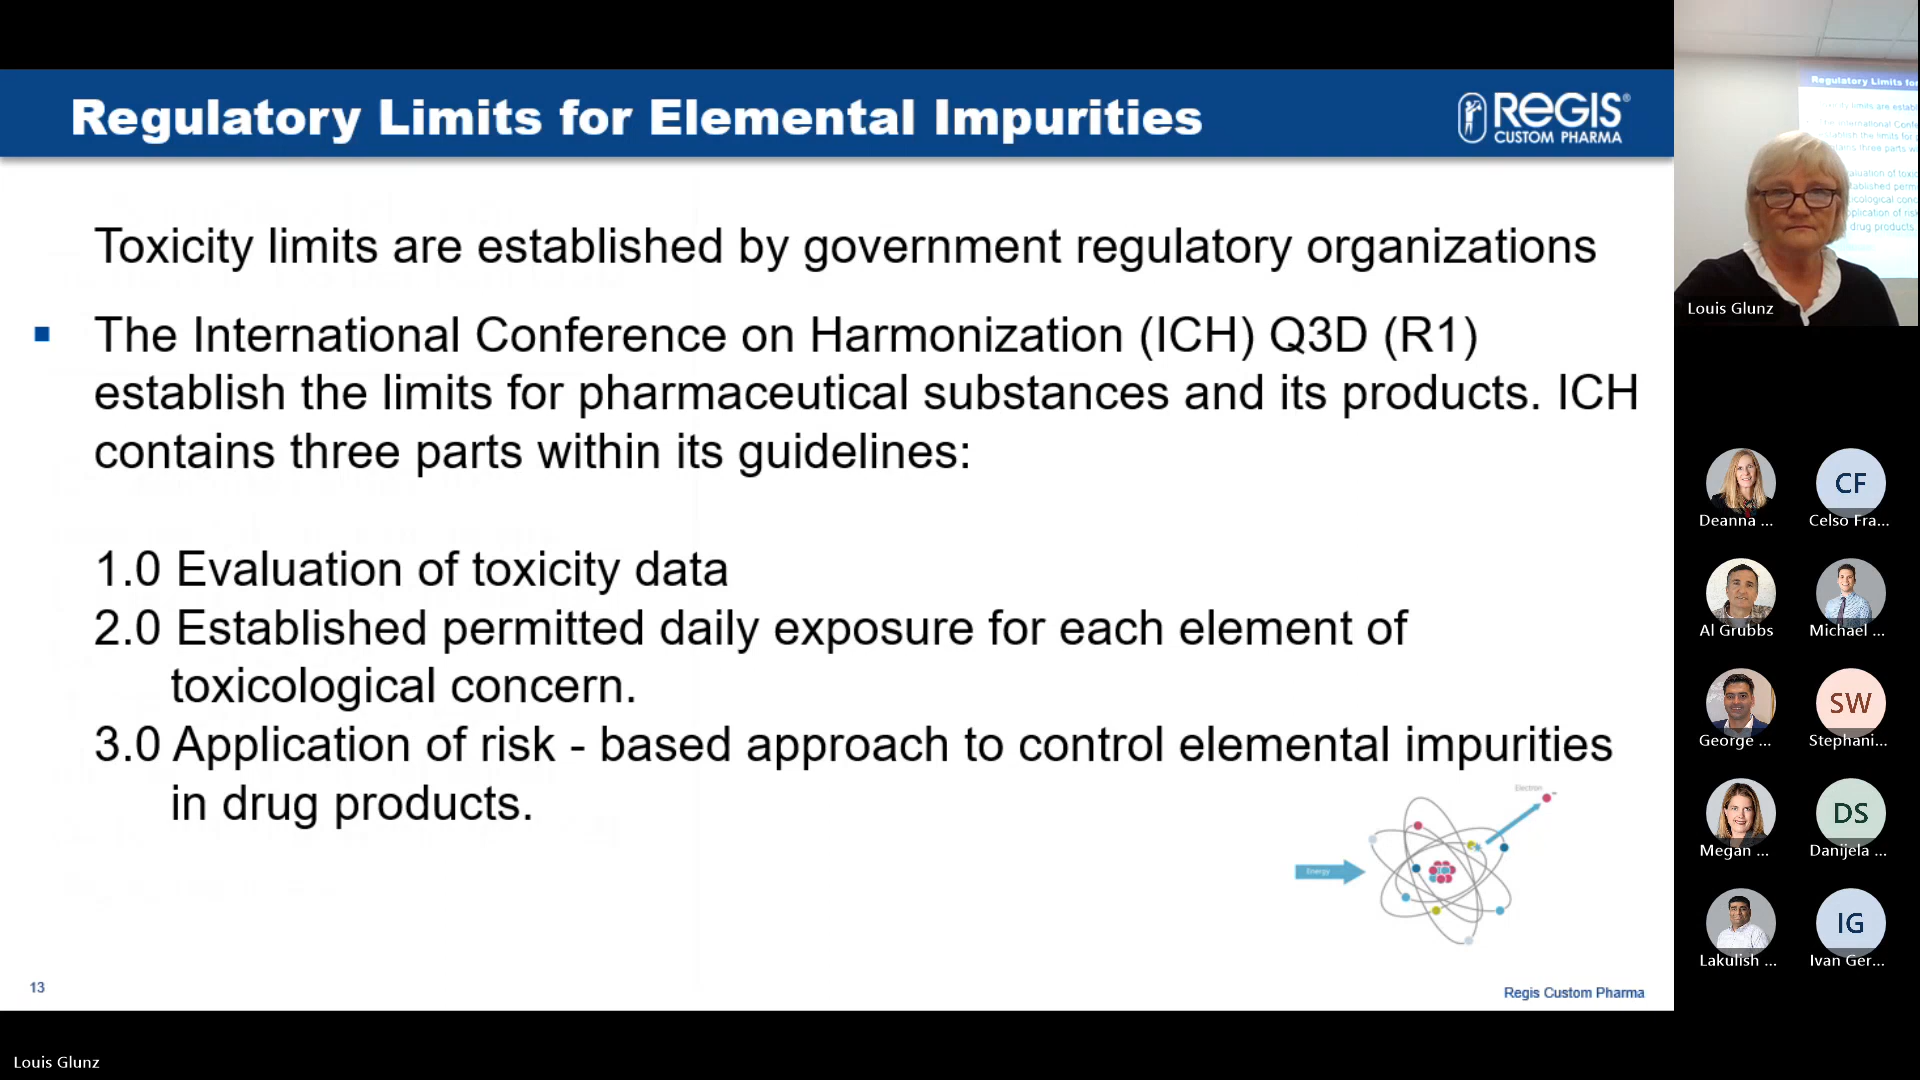 Regulatory Limits for Elemental Impurities
REGIS®
CUSTOM PHARMA
Toxicity limits are established by government regulatory organizations
▪ The International Conference on Harmonization (ICH) Q3D (R1)
establish the limits for pharmaceutical substances and its products. ICH
contains three parts within its guidelines:
1.0 Evaluation of toxicity data
2.0 Established permitted daily exposure for each element of
toxicological concern.
3.0 Application of risk - based approach to control elemental impurities
in drug products.
Electron
Energy
13
Regis Custom Pharma
Louis Glunz
Regulatory Limits for
Louis Glunz
CF
Deanna ...
Celso Fra...
Al Grubbs
Michael ...
SW
George ...
Stephani...
DS
Megan ...
Danijela ...
IG
Lakulish ...
Ivan Ger...